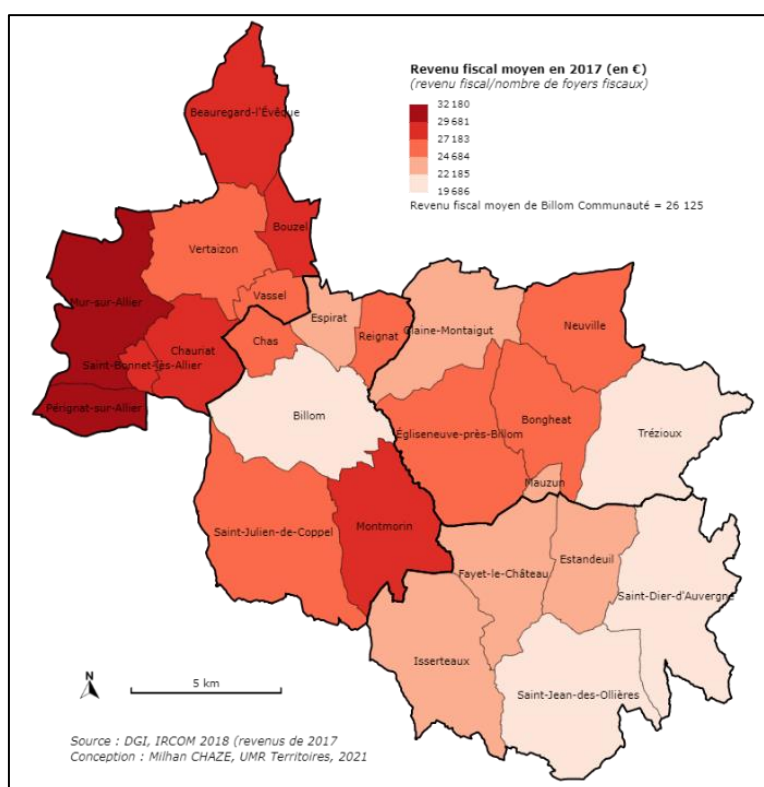 Revenu fiscal moyen en 2017 (en €)
(revenu fiscal/nombre de foyers fiscaux)
32 180
29 681
27 183
24 684
22 185
19 686
Revenu fiscal moyen de Billom Communauté = 26 125
Beauregard-l'Évêque
Bouzel
Vertaizon
Mur-sur-Allier
Vassel
Espirat
Reignat
Glaine-Montaigut
Neuville
Chas
Chauriat
Saint-Bonnet-lès-Allier
Pérignat-sur-Allier
Billom
Égliseneuve-près-Billom
Bongheat
Trézioux
Mauzun
Saint-Julien-de-Coppel
Montmorin
Fayet-le-Château
Estandeuil
Saint-Dier-d'Auvergne
Isserteaux
Saint-Jean-des-Ollières
N
5 km
Source : DGI, IRCOM 2018 (revenus de 2017
Conception : Milhan CHAZE, UMR Territoires, 2021